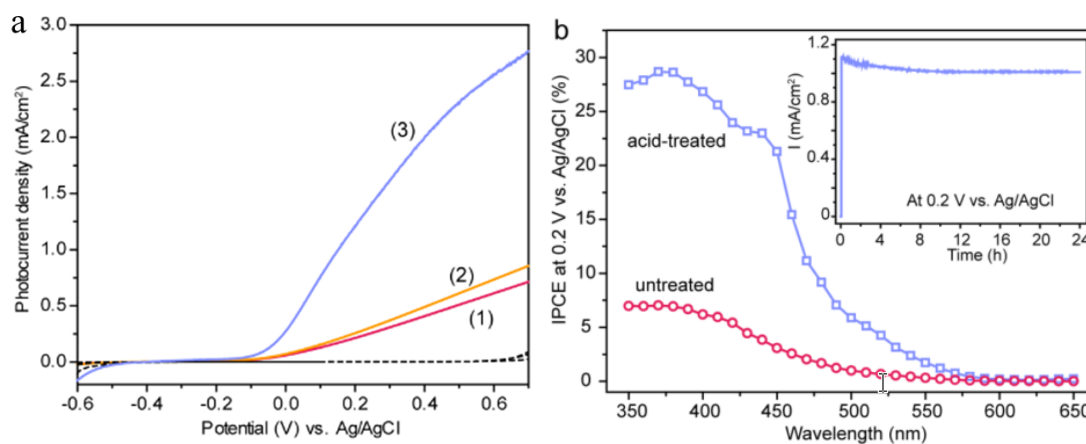 a
3.0
2.5
2.0
1.5
1.0
0.5
0.0
Photocurrent density (mA/cm²)
(3)
(2)
(1)
-0.6 -0.4 -0.2 0.0 0.2 0.4 0.6
Potential (V) vs. Ag/AgCl
b
30
25
20
15
10
5
0
IPCE at 0.2 V vs. Ag/AgCl (%)
acid-treated
untreated
350 400 450 500 550 600 650
Wavelength (nm)
1.2
0.8
0.4
0
I (mA/cm²)
At 0.2 V vs. Ag/AgCl
0 4 8 12 16 20 24
Time (h)